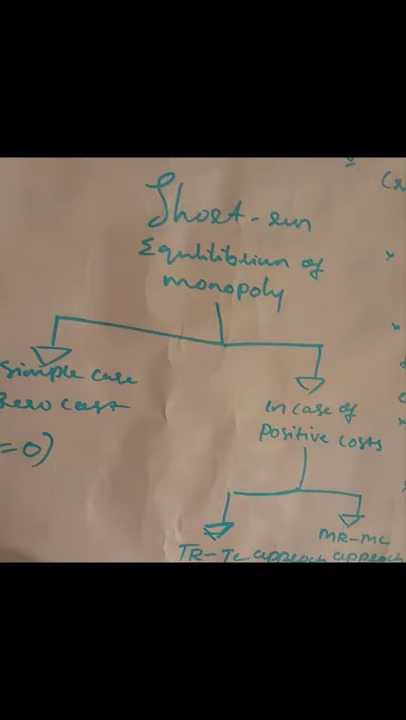 Short-run
Equilibrium of
monopoly
Simple case
Zero cost
=0)
In case of
positive costs
TR-TC approach
MR-MC
approach